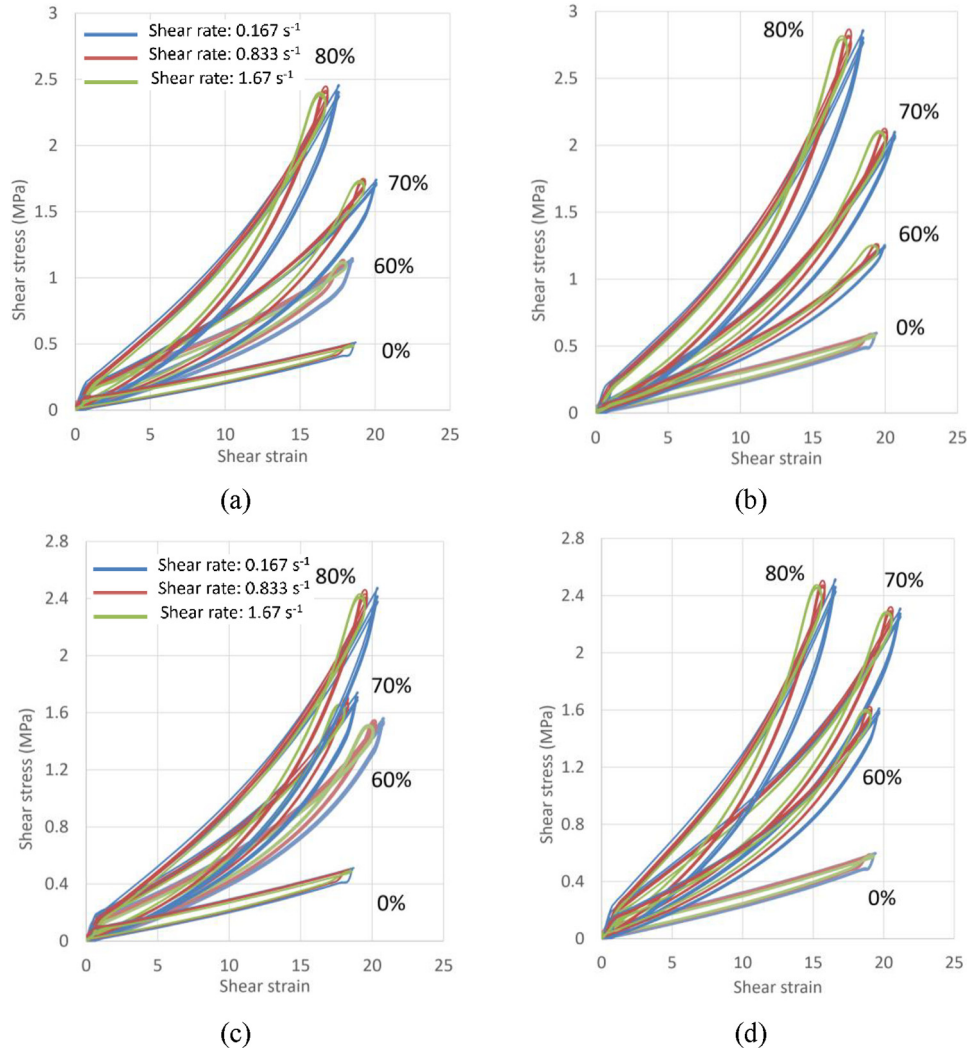 3
2.5
2
1.5
1
0.5
0
0 5 10 15 20 25
Shear stress (MPa)
Shear strain
Shear rate: 0.167 s⁻¹
Shear rate: 0.833 s⁻¹
Shear rate: 1.67 s⁻¹
80%
70%
60%
0%
(a)
3
2.5
2
1.5
1
0.5
0
0 5 10 15 20 25
Shear stress (MPa)
Shear strain
80%
70%
60%
0%
(b)
2.8
2.4
2
1.6
1.2
0.8
0.4
0
0 5 10 15 20 25
Shear stress (MPa)
Shear strain
Shear rate: 0.167 s⁻¹
Shear rate: 0.833 s⁻¹
Shear rate: 1.67 s⁻¹
80%
70%
60%
0%
(c)
2.8
2.4
2
1.6
1.2
0.8
0.4
0
0 5 10 15 20 25
Shear stress (MPa)
Shear strain
80%
70%
60%
0%
(d)